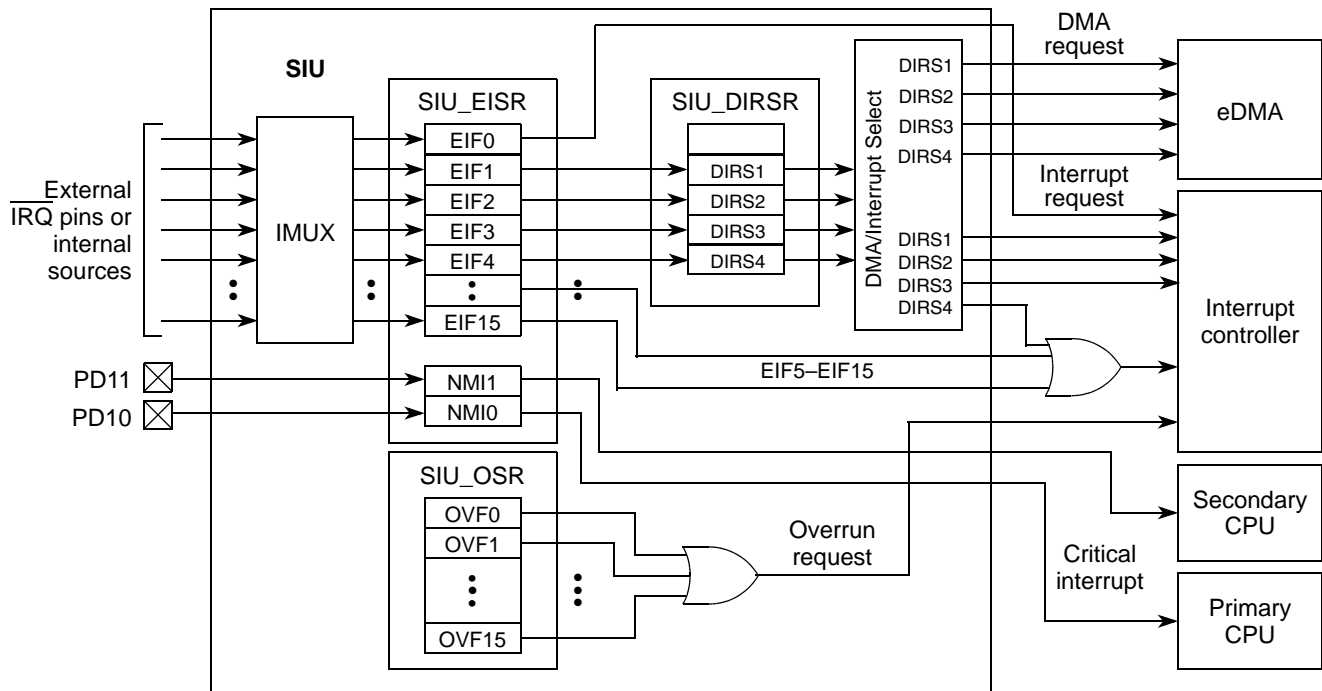 SIU
External
IRQ pins or
internal
sources
PD11
PD10
IMUX
SIU_EISR
EIF0
EIF1
EIF2
EIF3
EIF4
EIF15
NMI1
NMI0
SIU_OSR
OVF0
OVF1
OVF15
SIU_DIRSR
DIRS1
DIRS2
DIRS3
DIRS4
DMA/Interrupt Select
DIRS1
DIRS2
DIRS3
DIRS4
DIRS1
DIRS2
DIRS3
DIRS4
EIF5–EIF15
Overrun
request
DMA
request
Interrupt
request
Critical
interrupt
eDMA
Interrupt
controller
Secondary
CPU
Primary
CPU